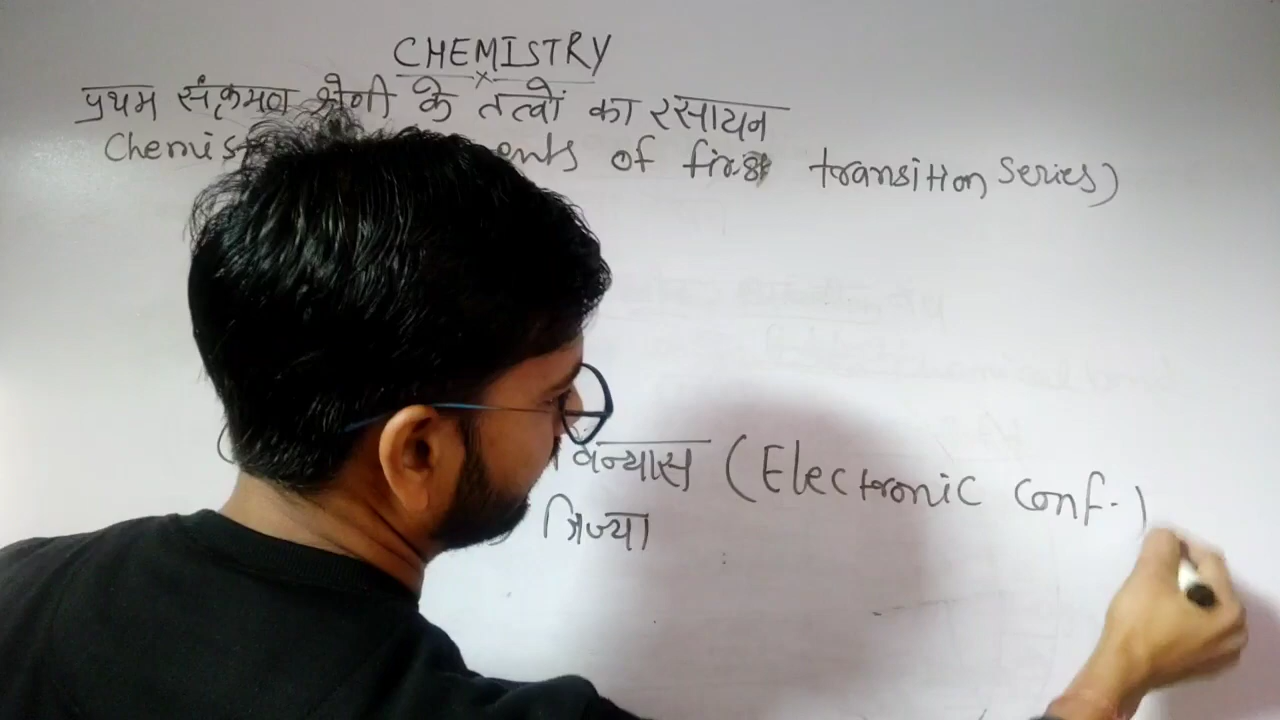 CHEMISTRY
प्रथम संक्रमण श्रेणी के तत्वों का रसायन
Chemis ents of first transition series)
विन्यास (Electronic conf.)
त्रिज्या